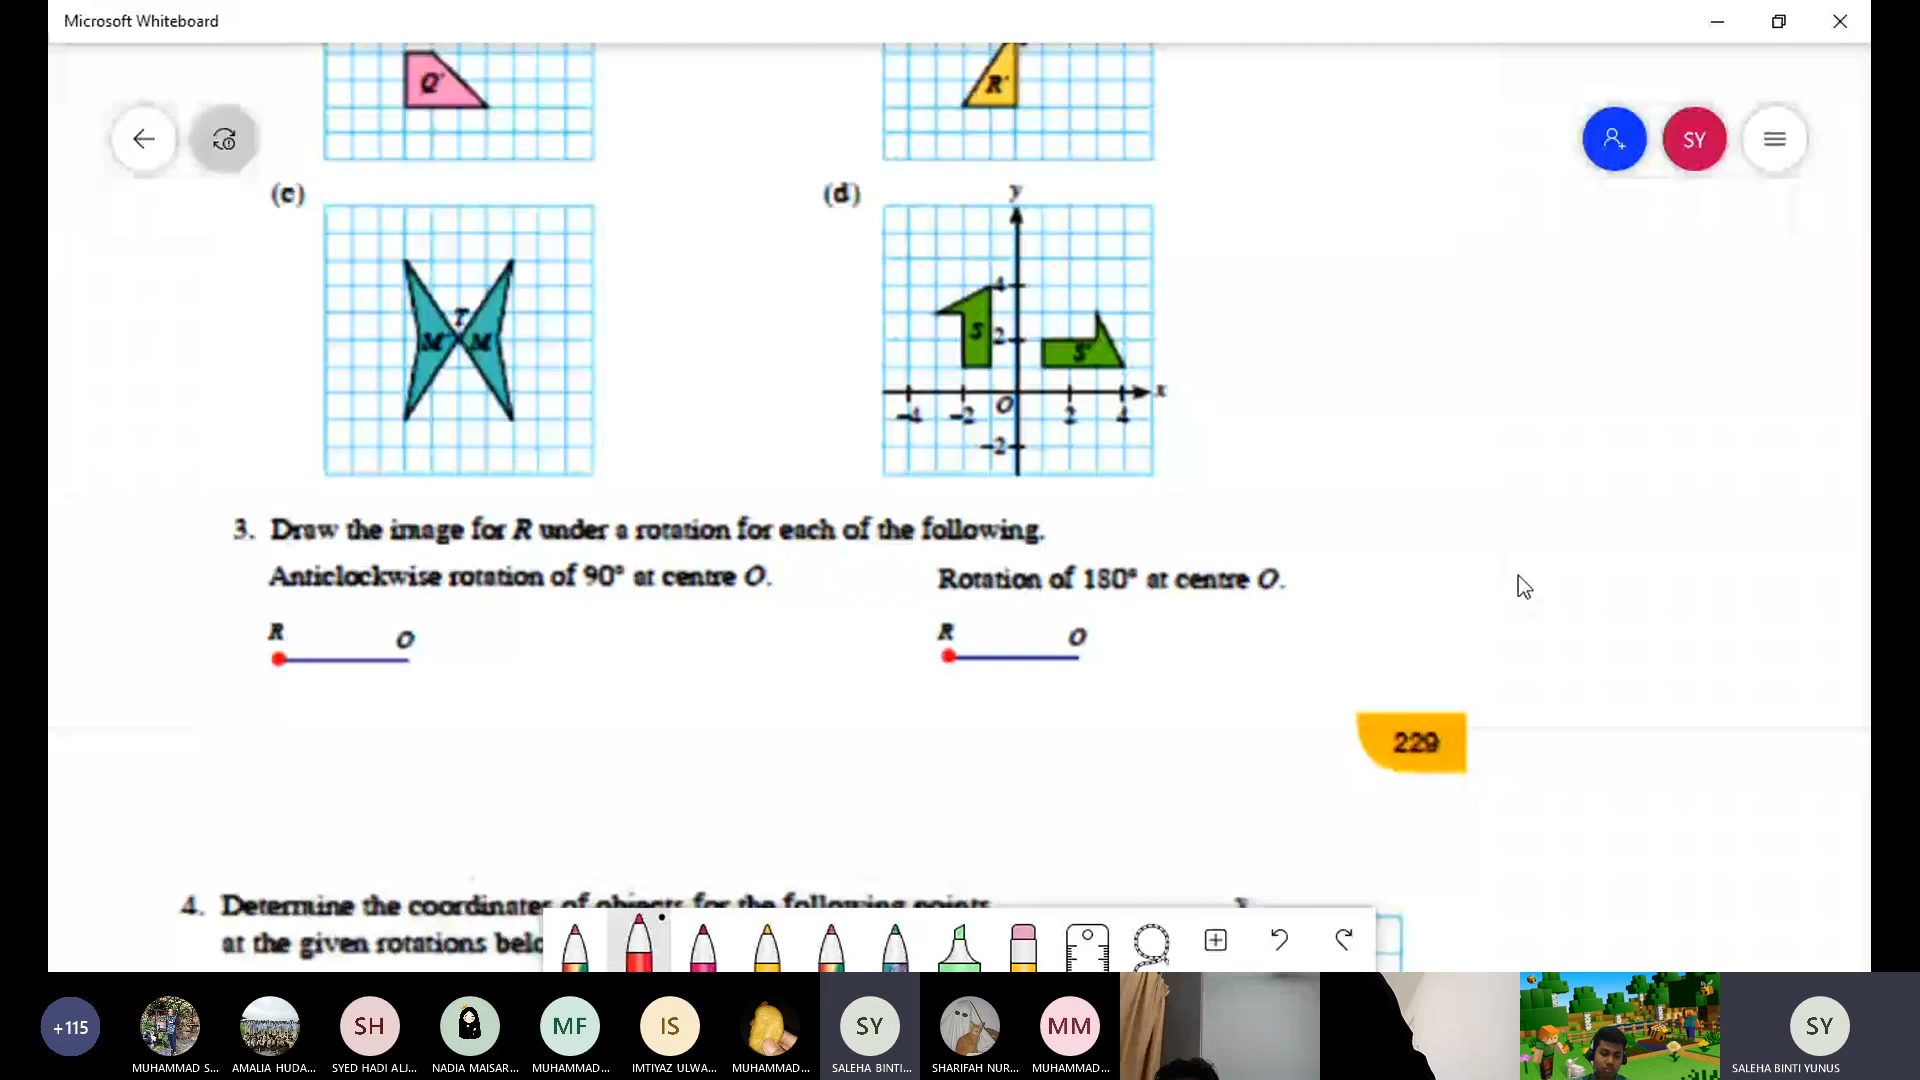 Microsoft Whiteboard
Q'
R'
SY
(c)
(d)
y
T
M'
M
4
S
2
S'
x
-4
-2
O
2
4
-2
3. Draw the image for R under a rotation for each of the following.
Anticlockwise rotation of 90° at centre O.
Rotation of 180° at centre O.
R
O
R
O
229
4. Determine the coordinates of objects for the following points
at the given rotations belo
y
+115
SH
MF
IS
SY
MM
SY
MUHAMMAD S...
AMALIA HUDA...
SYED HADI ALJ...
NADIA MAISAR...
MUHAMMAD...
IMTIYAZ ULWA...
MUHAMMAD...
SALEHA BINTI...
SHARIFAH NUR...
MUHAMMAD...
SALEHA BINTI YUNUS